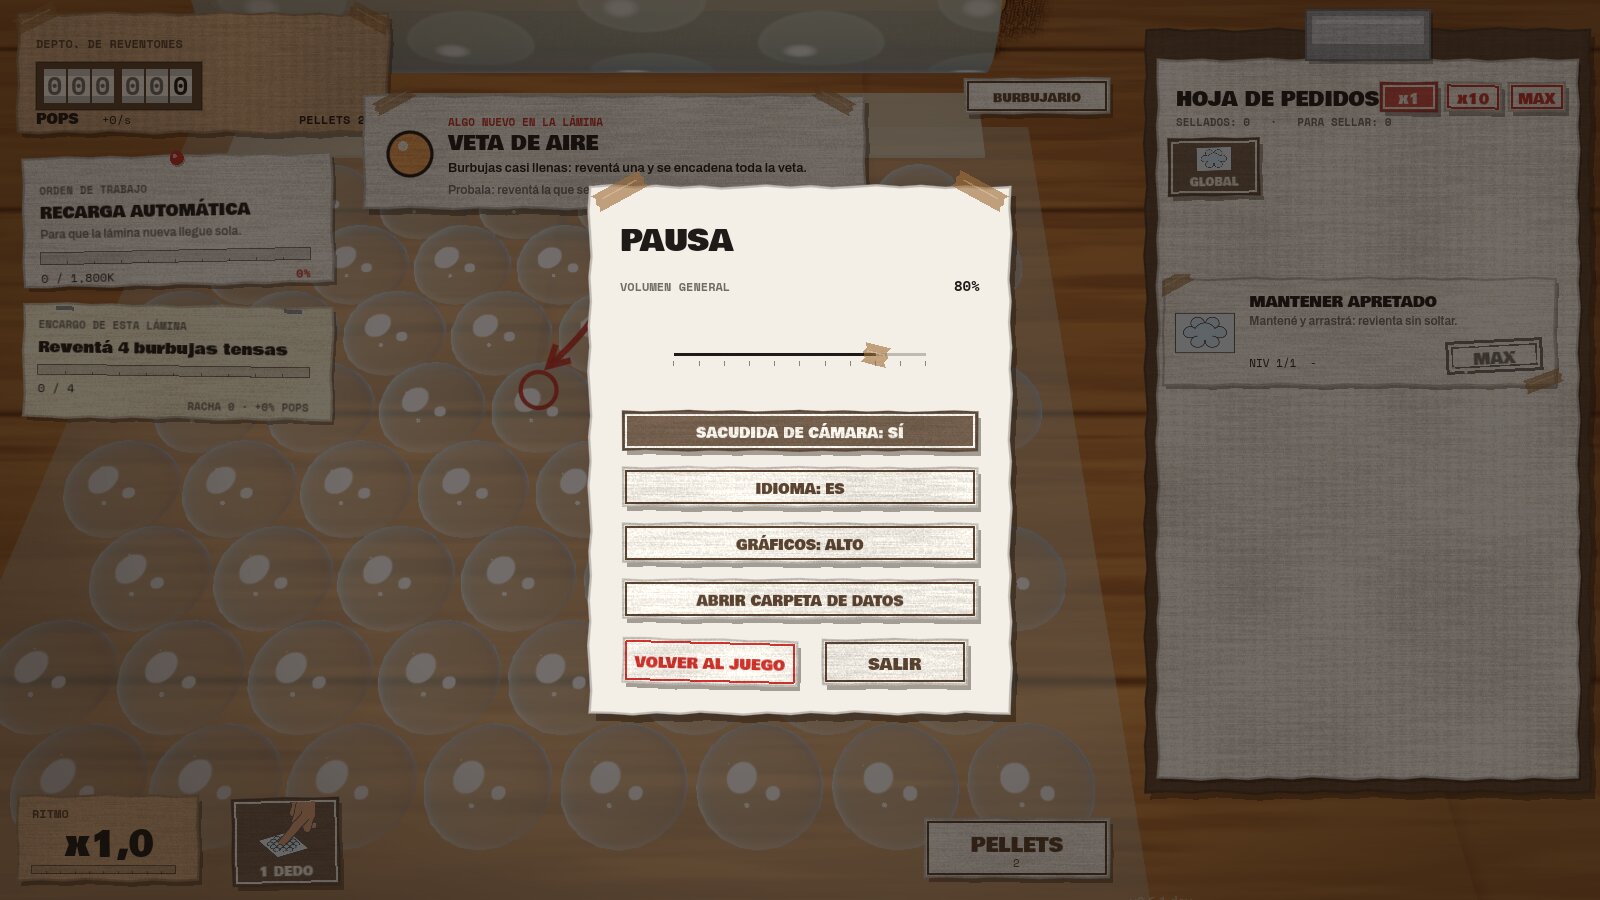 DEPTO. DE REVENTONES
000 000
POPS +0/s PELLETS 2
ORDEN DE TRABAJO
RECARGA AUTOMÁTICA
Para que la lámina nueva llegue sola.
0 / 1,800K 0%
ENCARGO DE ESTA LÁMINA
Reventá 4 burbujas tensas
0 / 4
RACHA 0 · +0% POPS
ALGO NUEVO EN LA LÁMINA
VETA DE AIRE
Burbujas casi llenas: reventá una y se encadena toda la veta.
Probala: reventá la que se
BURBUJARIO
PAUSA
VOLUMEN GENERAL 80%
SACUDIDA DE CÁMARA: SÍ
IDIOMA: ES
GRÁFICOS: ALTO
ABRIR CARPETA DE DATOS
VOLVER AL JUEGO SALIR
HOJA DE PEDIDOS x1 x10 MAX
SELLADOS: 0 · PARA SELLAR: 0
GLOBAL
MANTENER APRETADO
Mantené y arrastrá: revienta sin soltar.
NIV 1/1 - MAX
RITMO
x1,0
1 DEDO
PELLETS
2